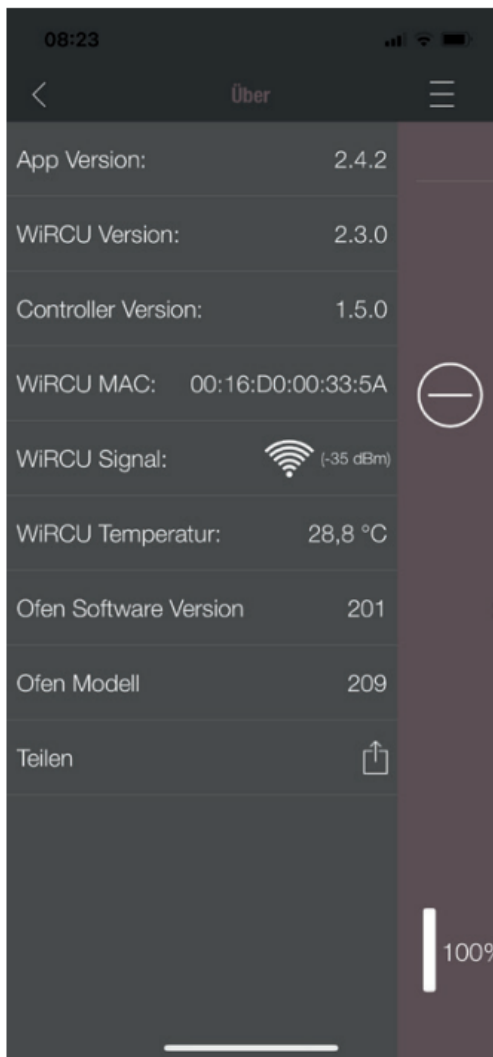 08:23
Über
App Version: 2.4.2
WiRCU Version: 2.3.0
Controller Version: 1.5.0
WiRCU MAC: 00:16:D0:00:33:5A
WiRCU Signal: (-35 dBm)
WiRCU Temperatur: 28,8 °C
Ofen Software Version 201
Ofen Modell 209
Teilen
100%